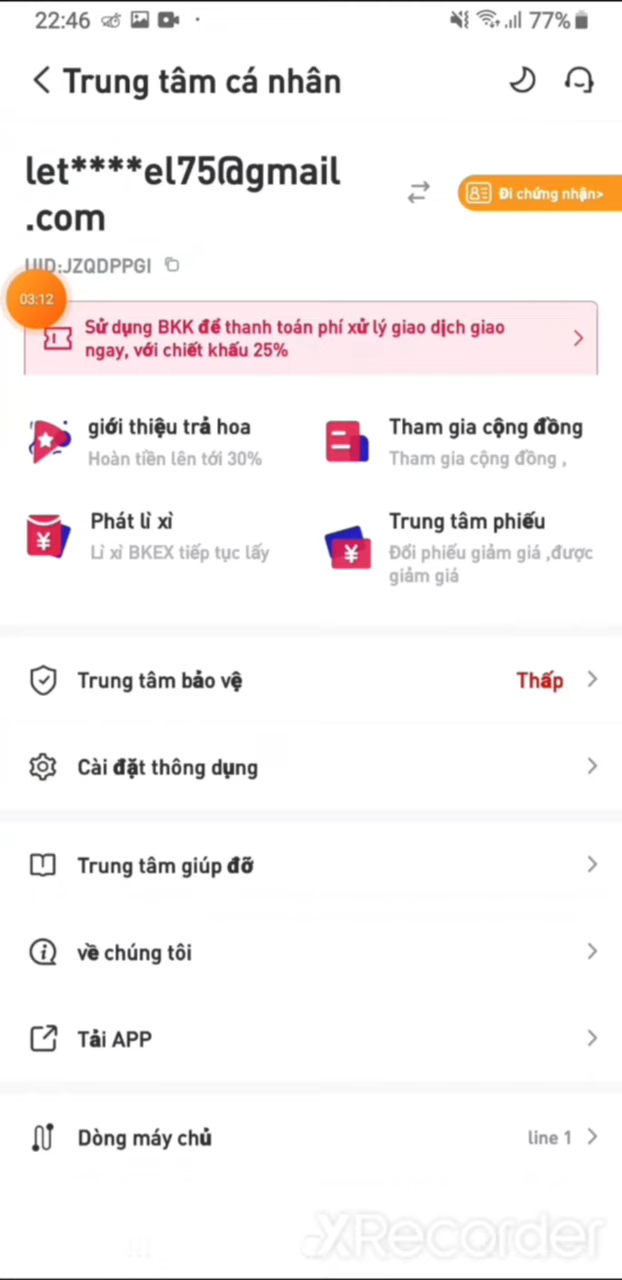 22:46
77%
Trung tâm cá nhân
let****el75@gmail
.com
Đi chứng nhận>
UID:JZQDPPGI
03:12
Sử dụng BKK để thanh toán phí xử lý giao dịch giao
ngay, với chiết khấu 25%
giới thiệu trả hoa
Hoàn tiền lên tới 30%
Tham gia cộng đồng
Tham gia cộng đồng ,
Phát lì xì
Lì xì BKEX tiếp tục lấy
Trung tâm phiếu
Đổi phiếu giảm giá ,được
giảm giá
Trung tâm bảo vệ
Thấp
Cài đặt thông dụng
Trung tâm giúp đỡ
về chúng tôi
Tải APP
Dòng máy chủ
line 1
XRecorder